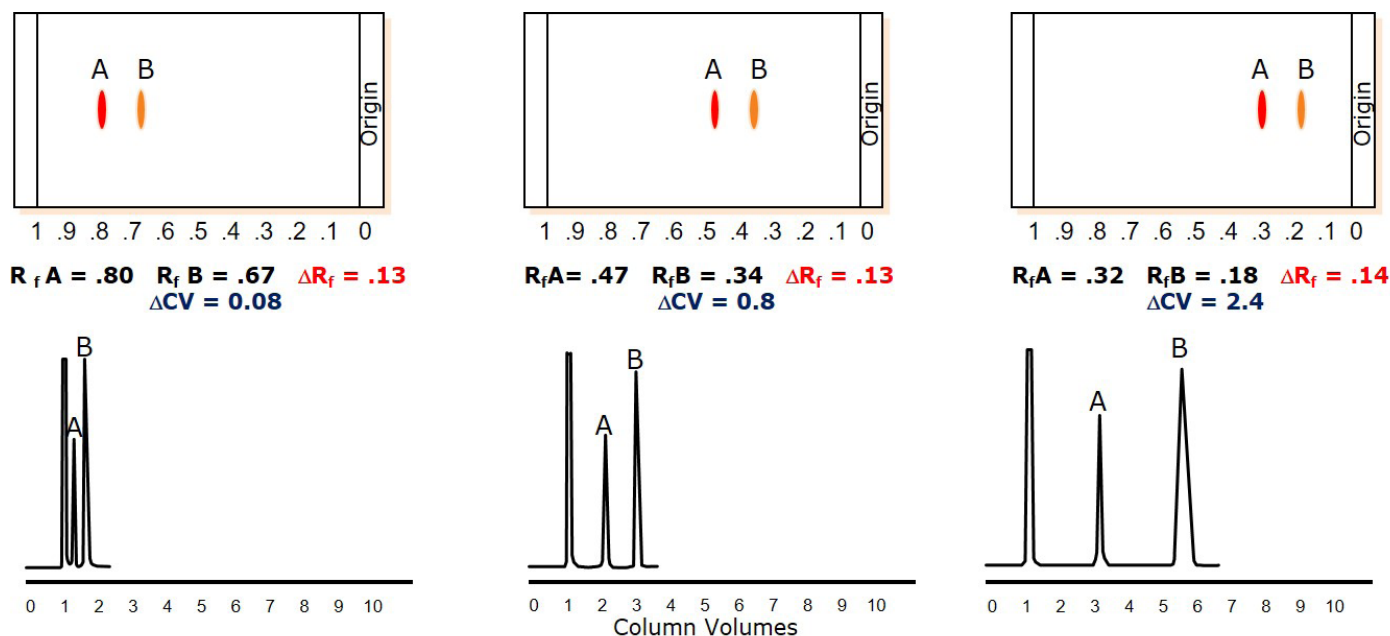 A B
Origin
1 .9 .8 .7 .6 .5 .4 .3 .2 .1 0
R f A = .80 Rf B = .67 ΔRf = .13
ΔCV = 0.08
B
A
0 1 2 3 4 5 6 7 8 9 10
A B
Origin
1 .9 .8 .7 .6 .5 .4 .3 .2 .1 0
RfA= .47 RfB = .34 ΔRf = .13
ΔCV = 0.8
B
A
0 1 2 3 4 5 6 7 8 9 10
Column Volumes
A B
Origin
1 .9 .8 .7 .6 .5 .4 .3 .2 .1 0
RfA = .32 RfB = .18 ΔRf = .14
ΔCV = 2.4
B
A
0 1 2 3 4 5 6 7 8 9 10